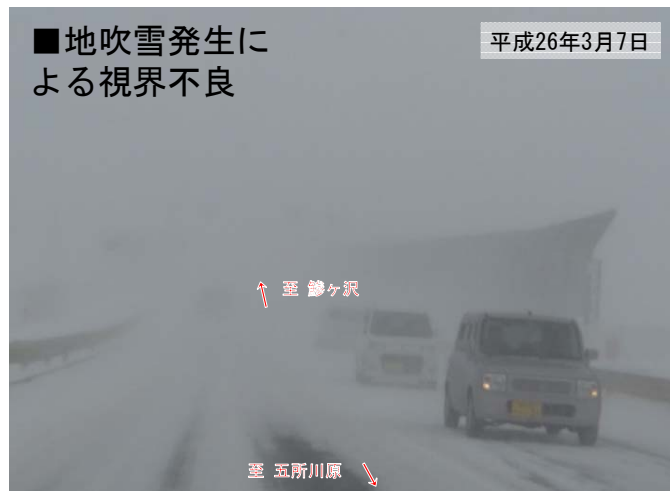 ■地吹雪発生に
よる視界不良
平成26年3月7日
至 鰺ヶ沢
至 五所川原